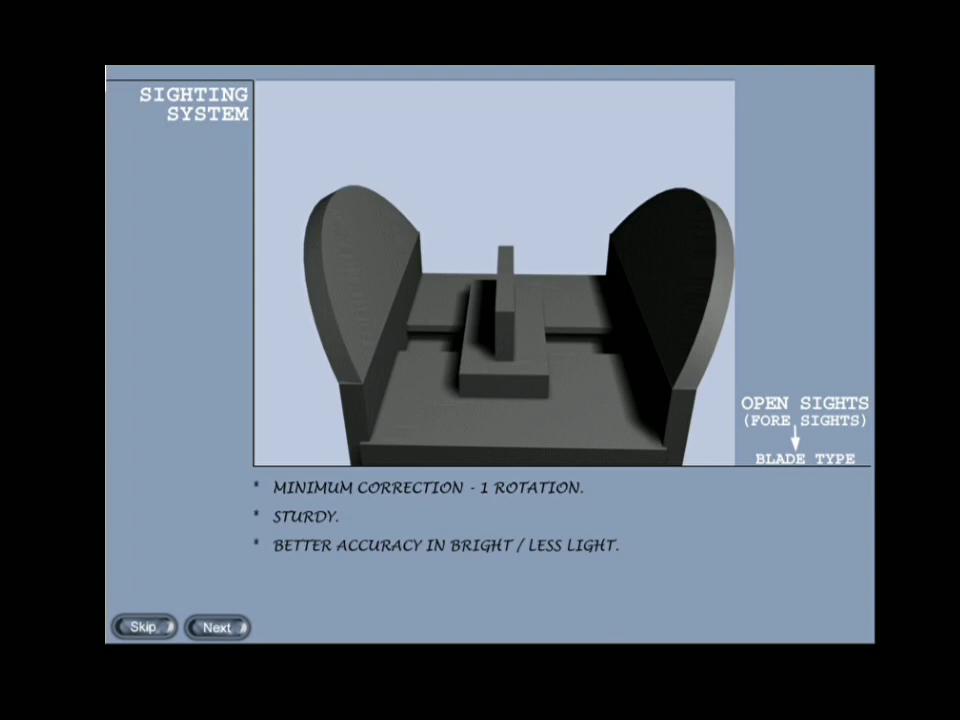 SIGHTING
SYSTEM
OPEN SIGHTS
(FORE SIGHTS)
BLADE TYPE
* MINIMUM CORRECTION - 1 ROTATION.
* STURDY.
* BETTER ACCURACY IN BRIGHT / LESS LIGHT.
Skip
Next